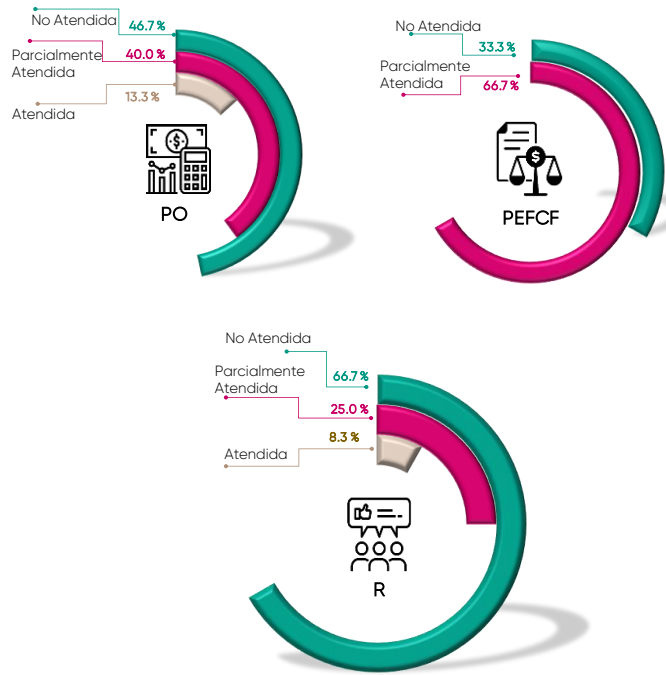 No Atendida
46.7 %
Parcialmente
Atendida
40.0 %
Atendida
13.3 %
$
PO
No Atendida
33.3 %
Parcialmente
Atendida
66.7 %
$
PEFCF
No Atendida
66.7 %
Parcialmente
Atendida
25.0 %
Atendida
8.3 %
R